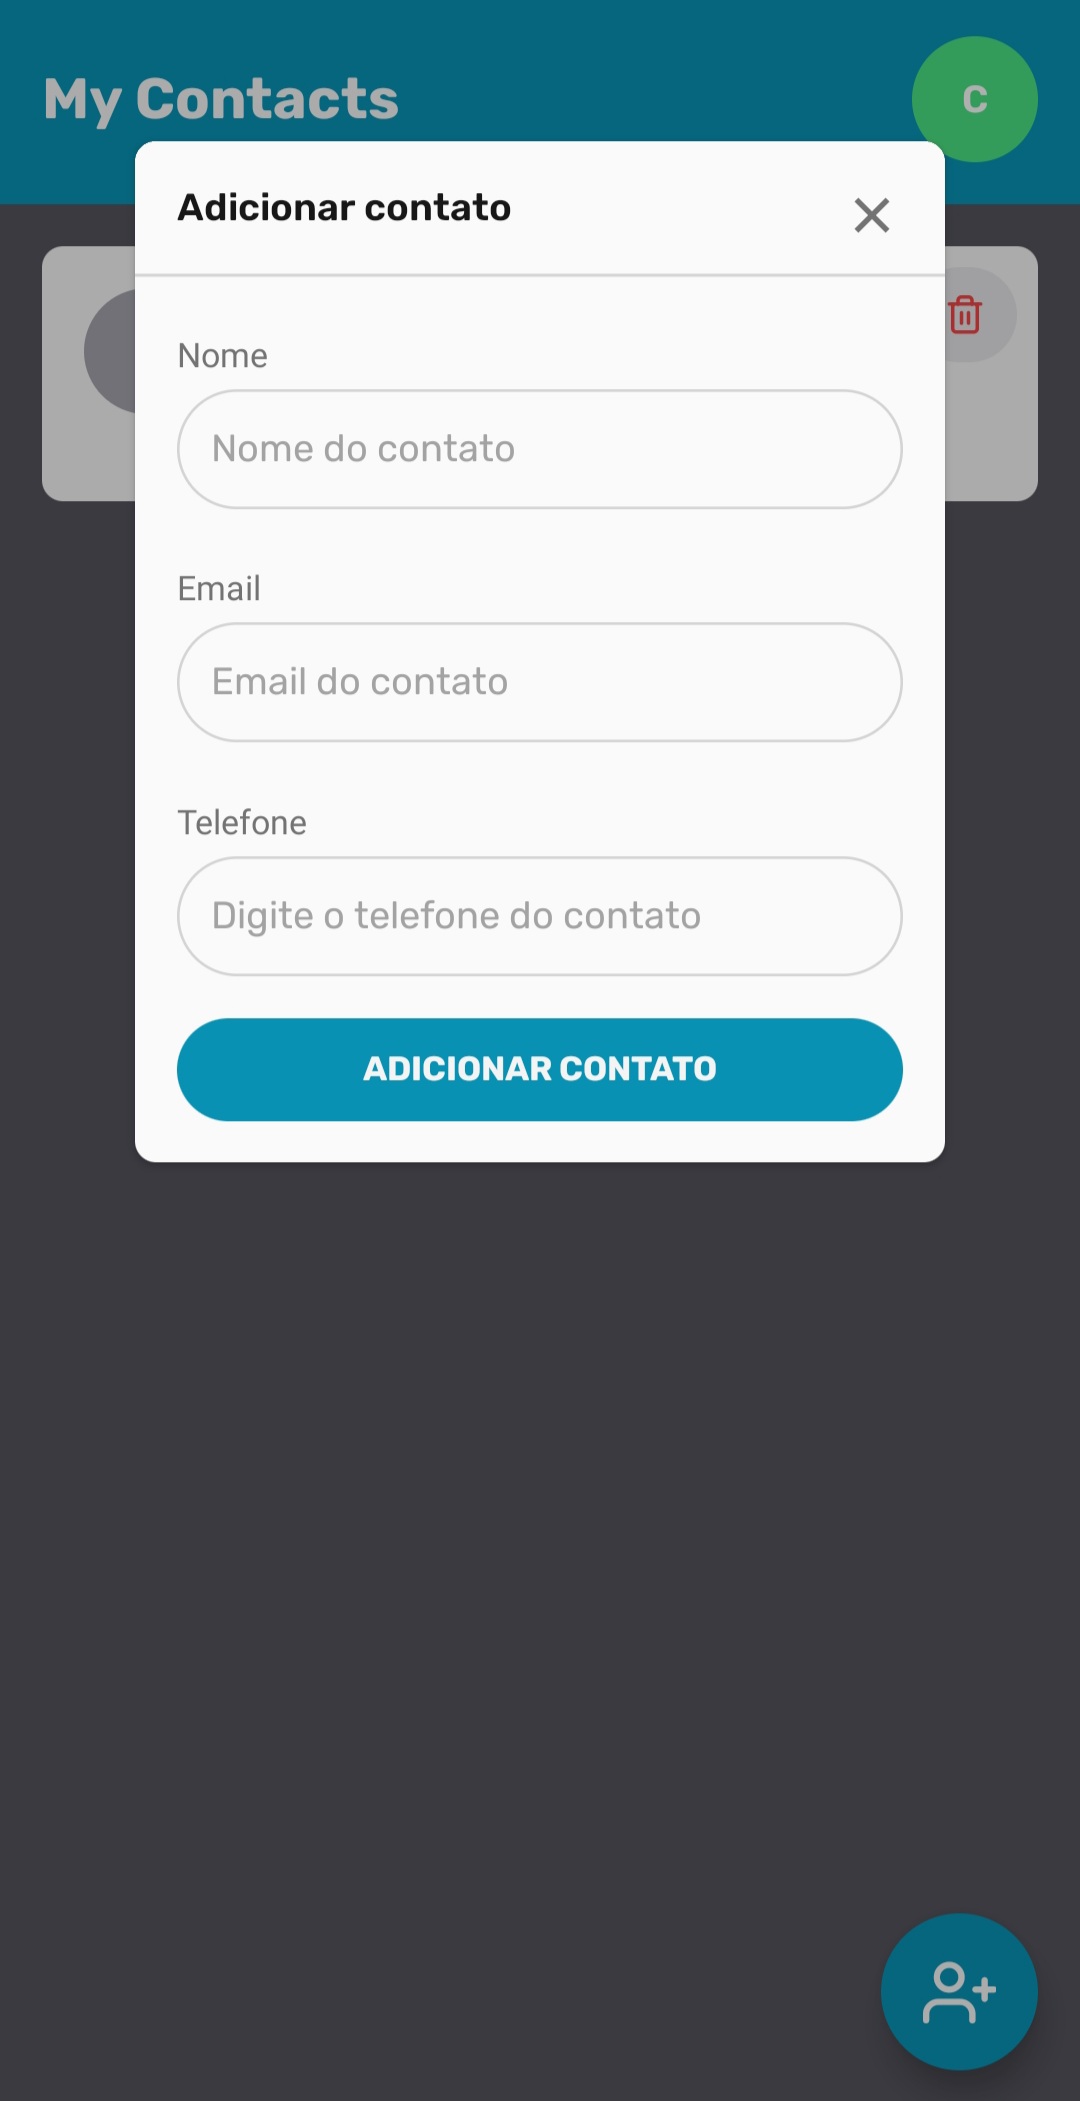 My Contacts
C
Adicionar contato
Nome
Nome do contato
Email
Email do contato
Telefone
Digite o telefone do contato
ADICIONAR CONTATO